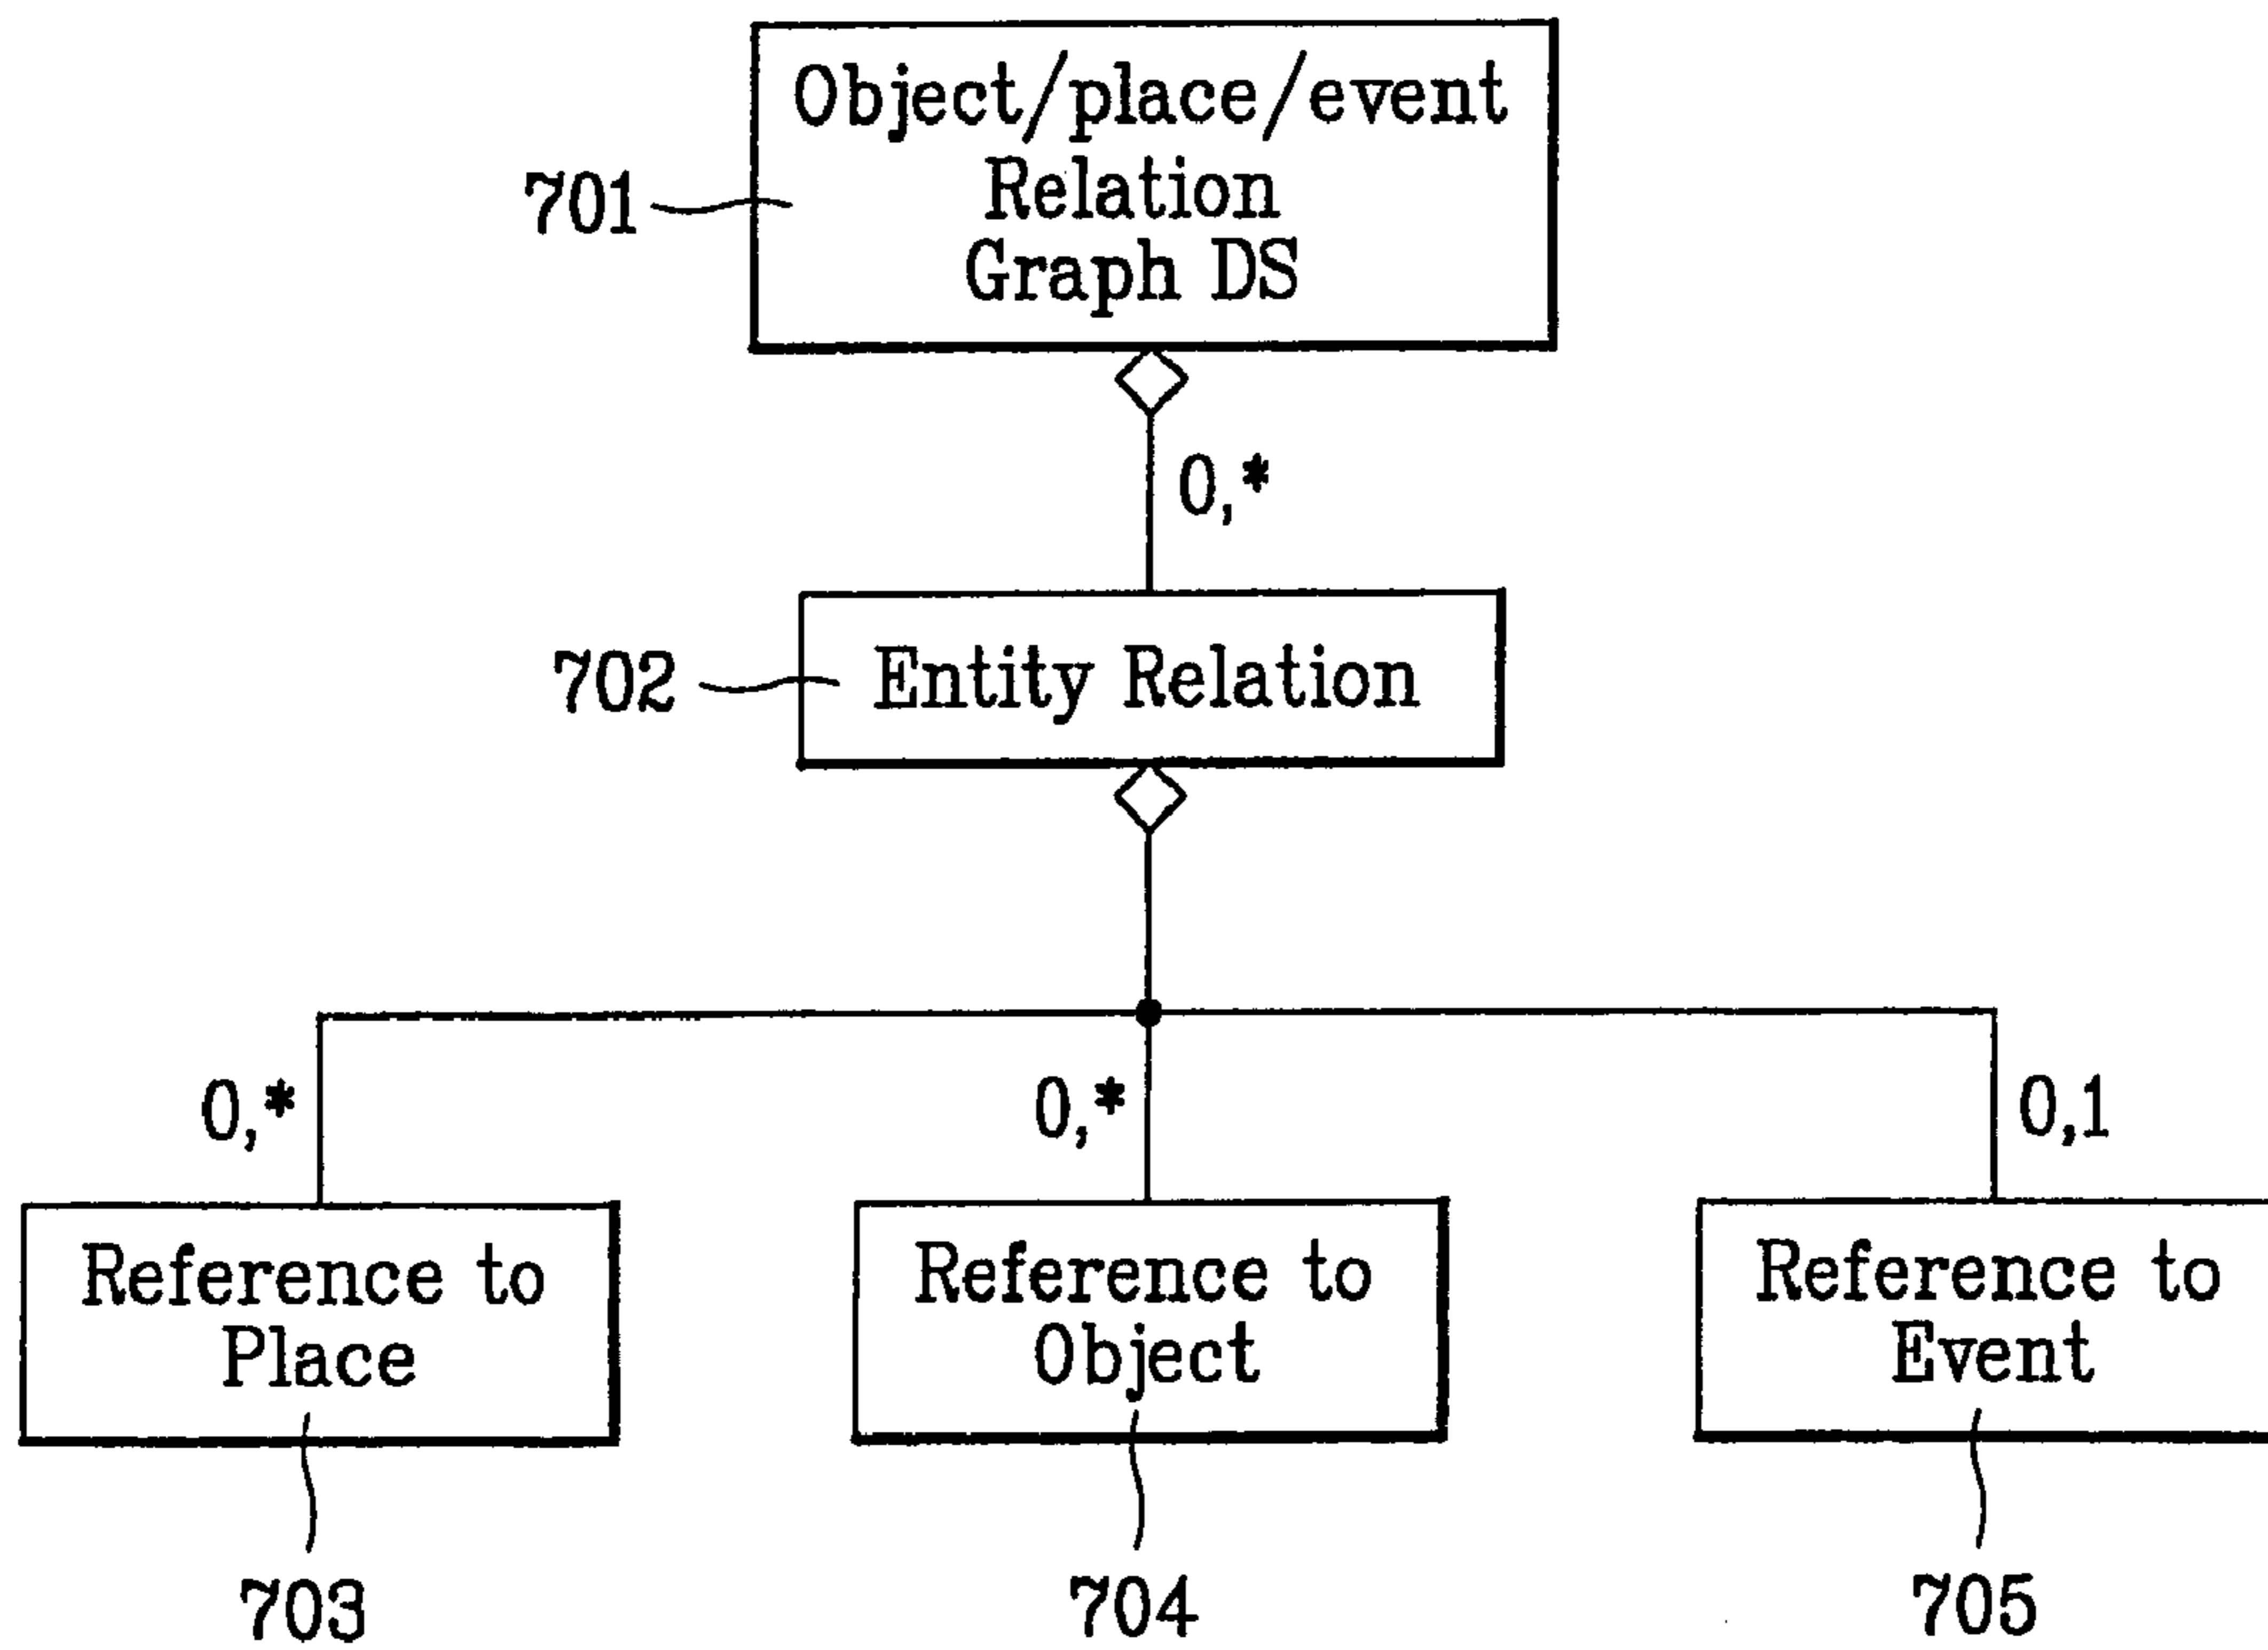 Object/place/event
Relation
Graph DS
701
0,*
702
Entity Relation
0,*
0,*
0,1
Reference to
Place
Reference to
Object
Reference to
Event
703
704
705